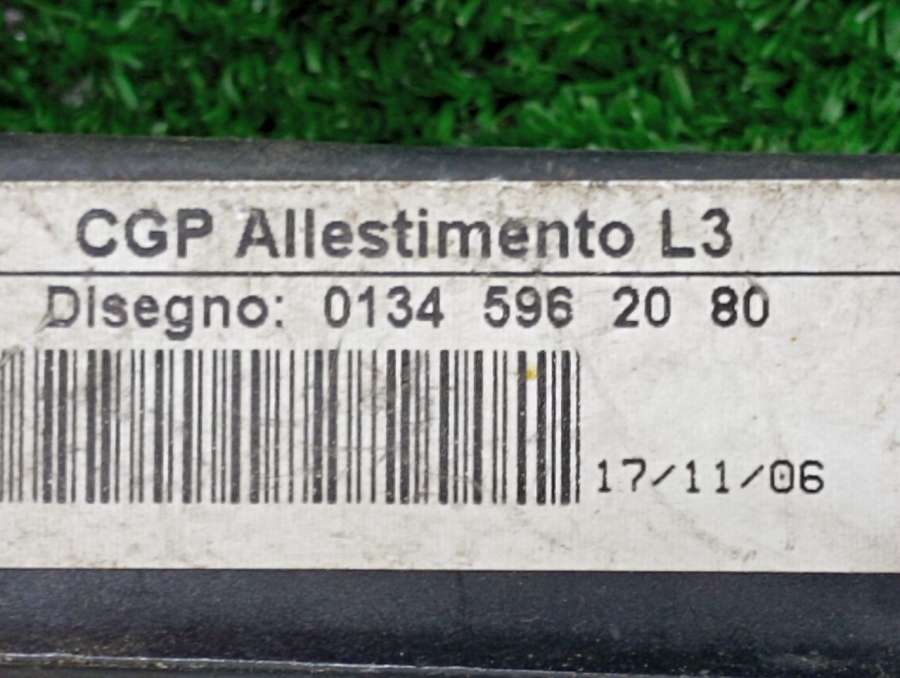 CGP Allestimento L3
Disegno: 0134 596 20 80
17/11/06